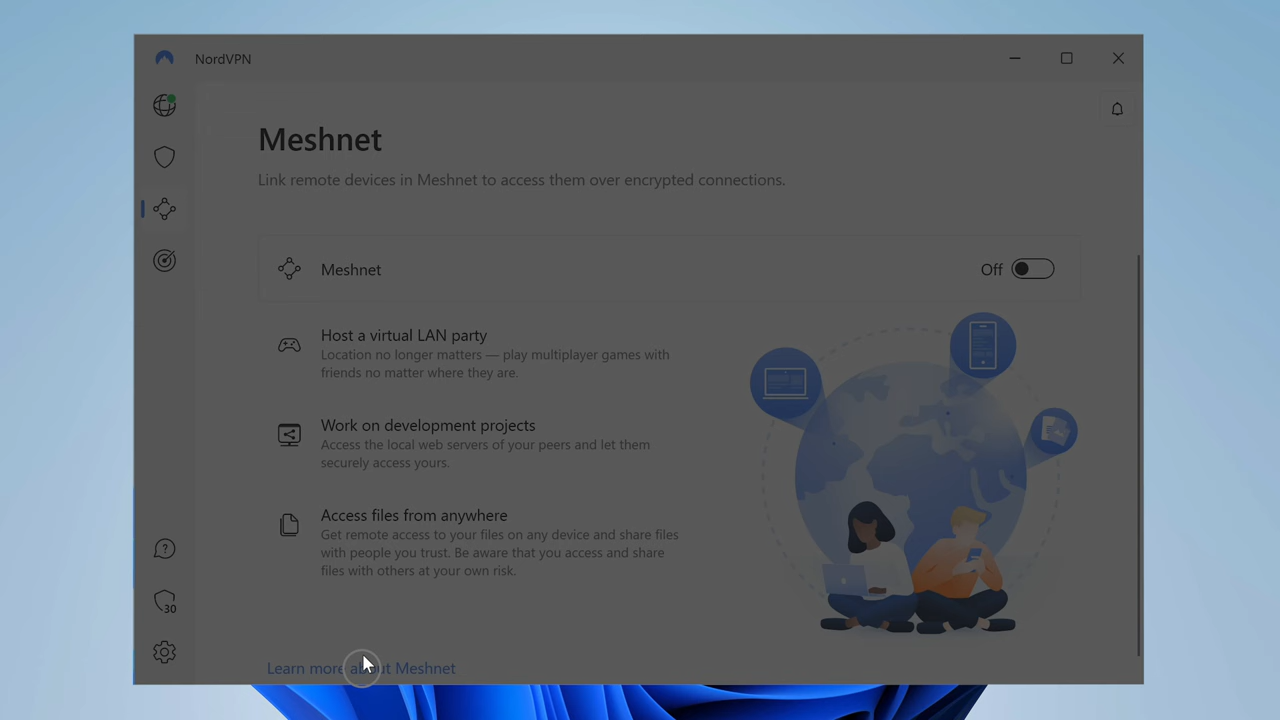 NordVPN
Meshnet
Link remote devices in Meshnet to access them over encrypted connections.
Meshnet
Off
Host a virtual LAN party
Location no longer matters — play multiplayer games with
friends no matter where they are.
Work on development projects
Access the local web servers of your peers and let them
securely access yours.
Access files from anywhere
Get remote access to your files on any device and share files
with people you trust. Be aware that you access and share
files with others at your own risk.
30
Learn more about Meshnet